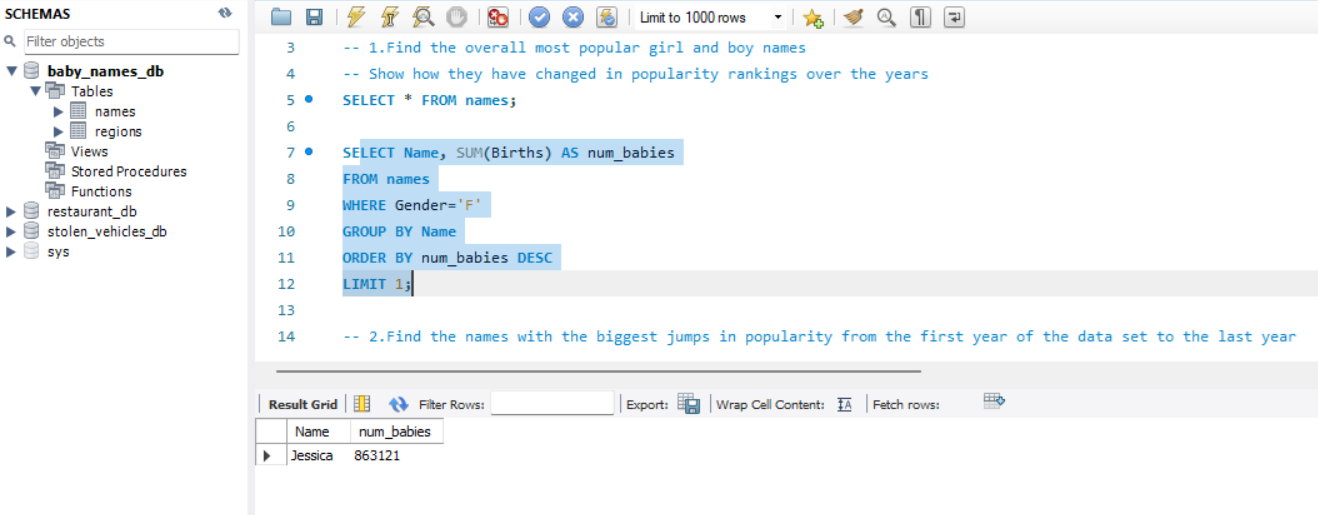 SCHEMAS
Filter objects
baby_names_db
Tables
names
regions
Views
Stored Procedures
Functions
restaurant_db
stolen_vehicles_db
sys
Limit to 1000 rows
3 -- 1.Find the overall most popular girl and boy names
4 -- Show how they have changed in popularity rankings over the years
5 SELECT * FROM names;
6
7 SELECT Name, SUM(Births) AS num_babies
8 FROM names
9 WHERE Gender='F'
10 GROUP BY Name
11 ORDER BY num_babies DESC
12 LIMIT 1;
13
14 -- 2.Find the names with the biggest jumps in popularity from the first year of the data set to the last year
Result Grid Filter Rows: Export: Wrap Cell Content: IA Fetch rows:
Name num_babies
Jessica 863121